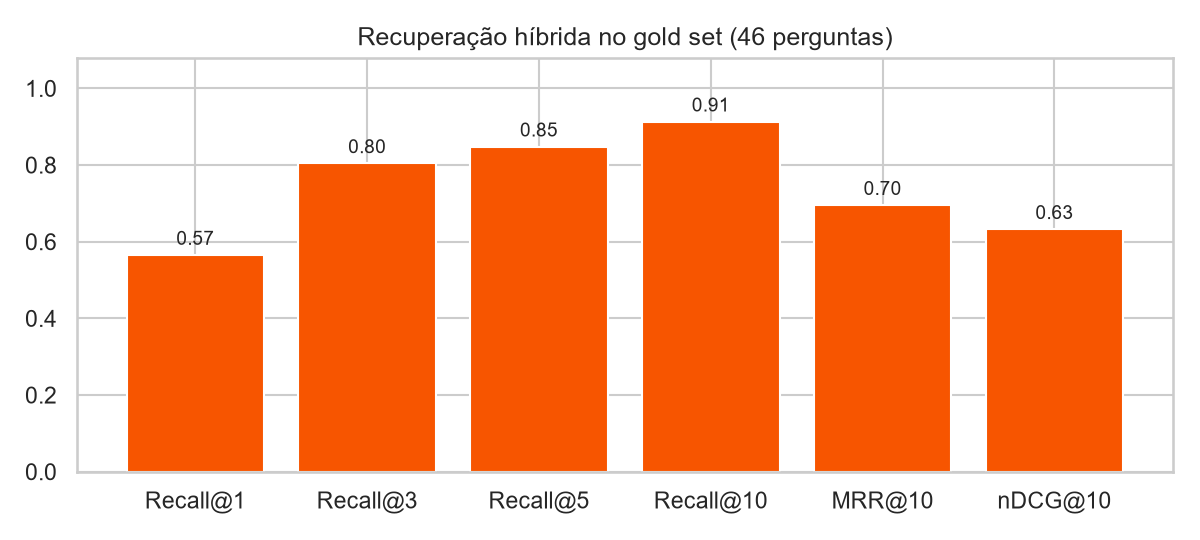 Recuperação híbrida no gold set (46 perguntas)
1.0
0.8
0.6
0.4
0.2
0.0
0.57
0.80
0.85
0.91
0.70
0.63
Recall@1
Recall@3
Recall@5
Recall@10
MRR@10
nDCG@10